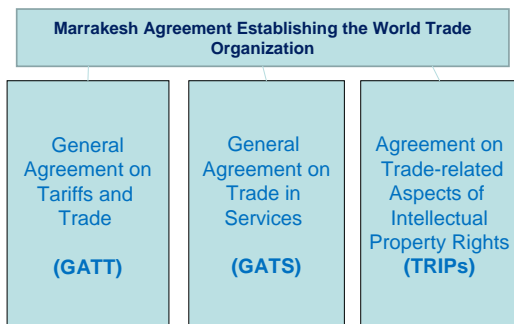 Marrakesh Agreement Establishing the World Trade
Organization
General
Agreement on
Tariffs and
Trade
(GATT)
General
Agreement on
Trade in
Services
(GATS)
Agreement on
Trade-related
Aspects of
Intellectual
Property Rights
(TRIPs)